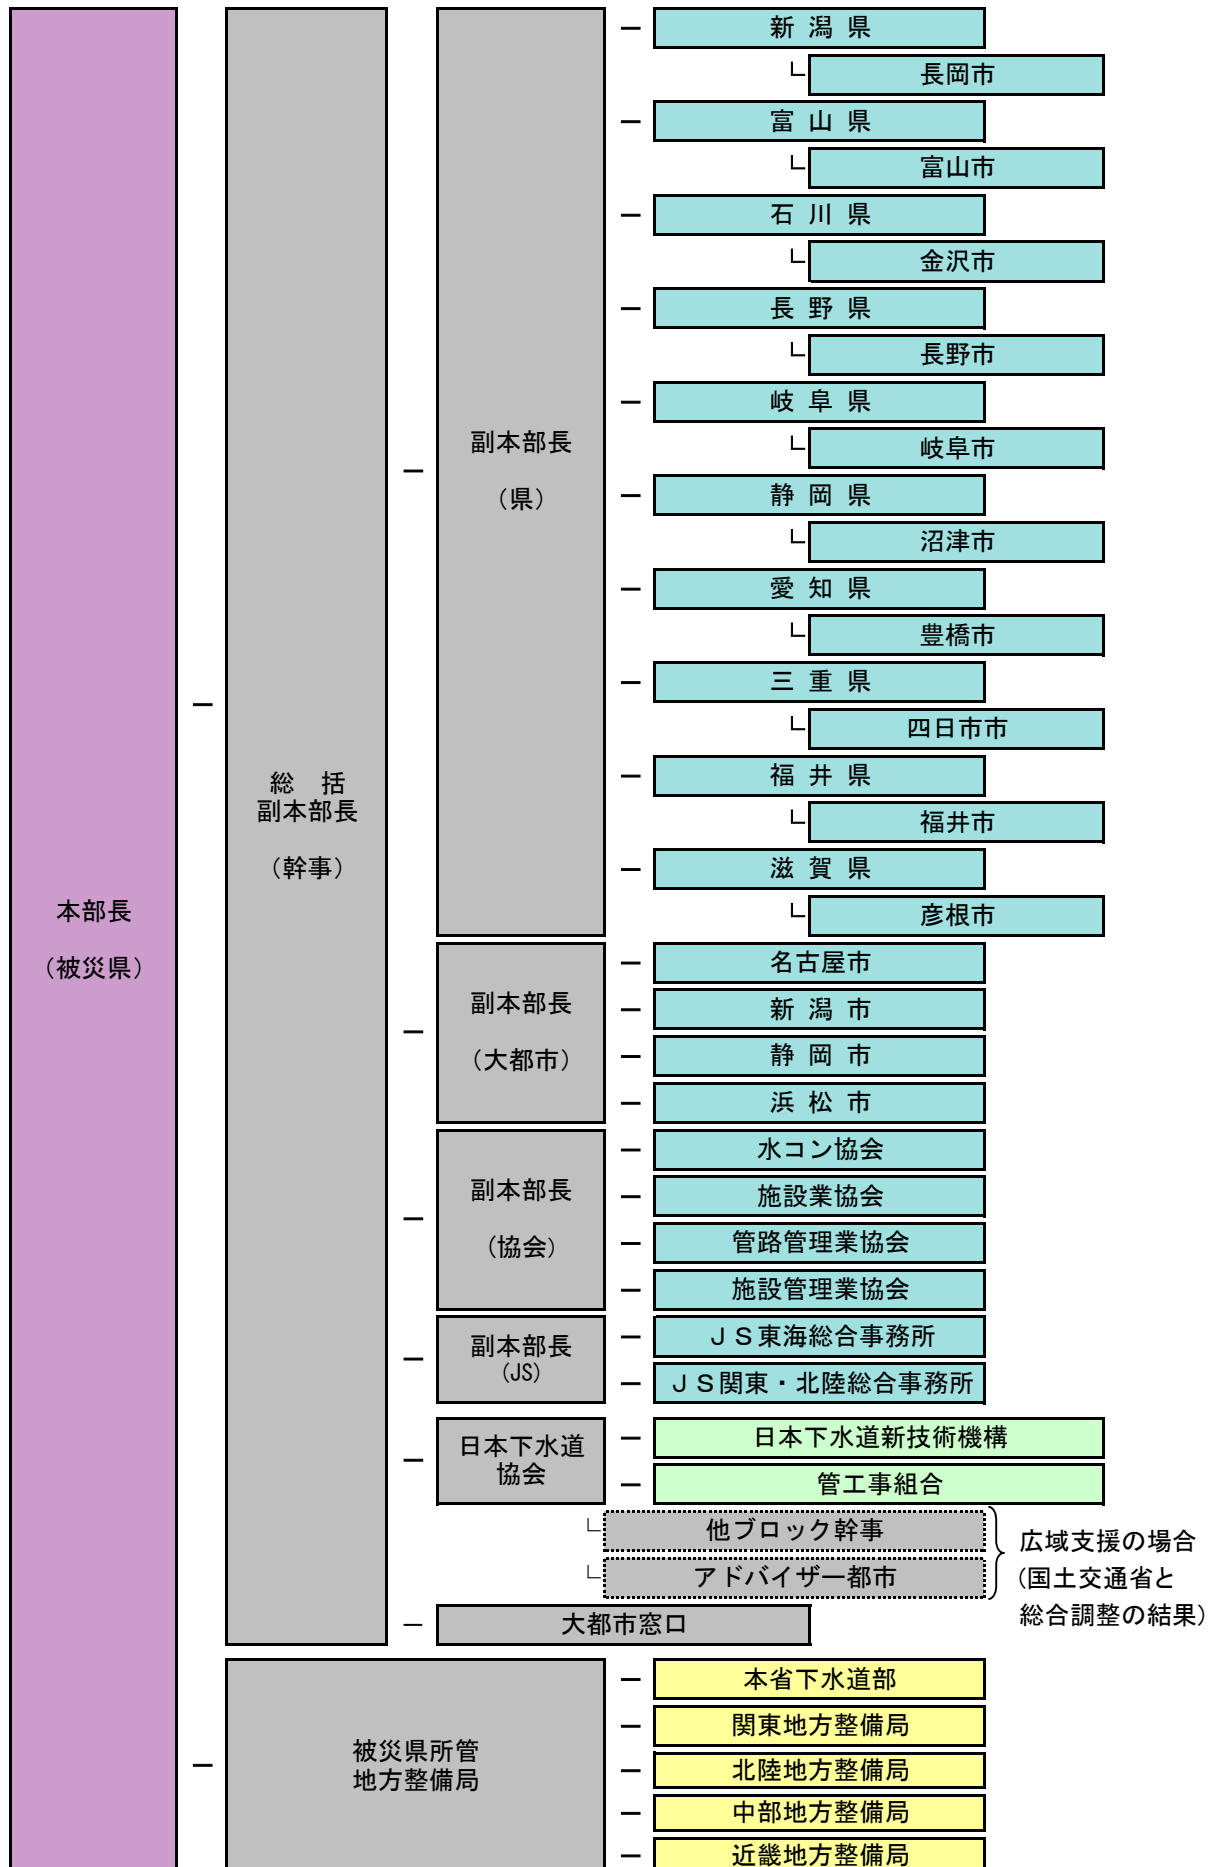 本部長
（被災県）
総　括
副本部長
（幹事）
副本部長
（県）
新 潟 県
長岡市
富 山 県
富山市
石 川 県
金沢市
長 野 県
長野市
岐 阜 県
岐阜市
静 岡 県
沼津市
愛 知 県
豊橋市
三 重 県
四日市市
福 井 県
福井市
滋 賀 県
彦根市
副本部長
（大都市）
名古屋市
新 潟 市
静 岡 市
浜 松 市
副本部長
（協会）
水コン協会
施設業協会
管路管理業協会
施設管理業協会
副本部長
（JS）
ＪＳ東海総合事務所
ＪＳ関東・北陸総合事務所
日本下水道
協会
日本下水道新技術機構
管工事組合
他ブロック幹事
アドバイザー都市
広域支援の場合
（国土交通省と
総合調整の結果）
大都市窓口
被災県所管
地方整備局
本省下水道部
関東地方整備局
北陸地方整備局
中部地方整備局
近畿地方整備局